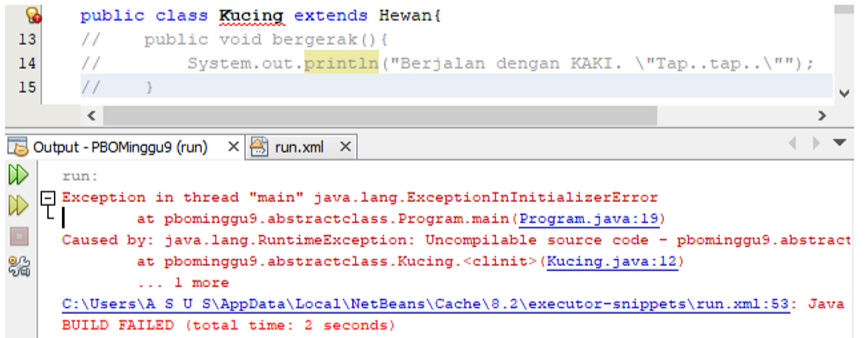 public class Kucing extends Hewan{
13 //    public void bergerak(){
14 //        System.out.println("Berjalan dengan KAKI. \"Tap..tap..\"");
15 //    }
Output - PBOMinggu9 (run) run.xml
run:
Exception in thread "main" java.lang.ExceptionInInitializerError
at pbominggu9.abstractclass.Program.main(Program.java:19)
Caused by: java.lang.RuntimeException: Uncompilable source code - pbominggu9.abstract
at pbominggu9.abstractclass.Kucing.<clinit>(Kucing.java:12)
... 1 more
C:\Users\A S U S\AppData\Local\NetBeans\Cache\8.2\executor-snippets\run.xml:53: Java
BUILD FAILED (total time: 2 seconds)